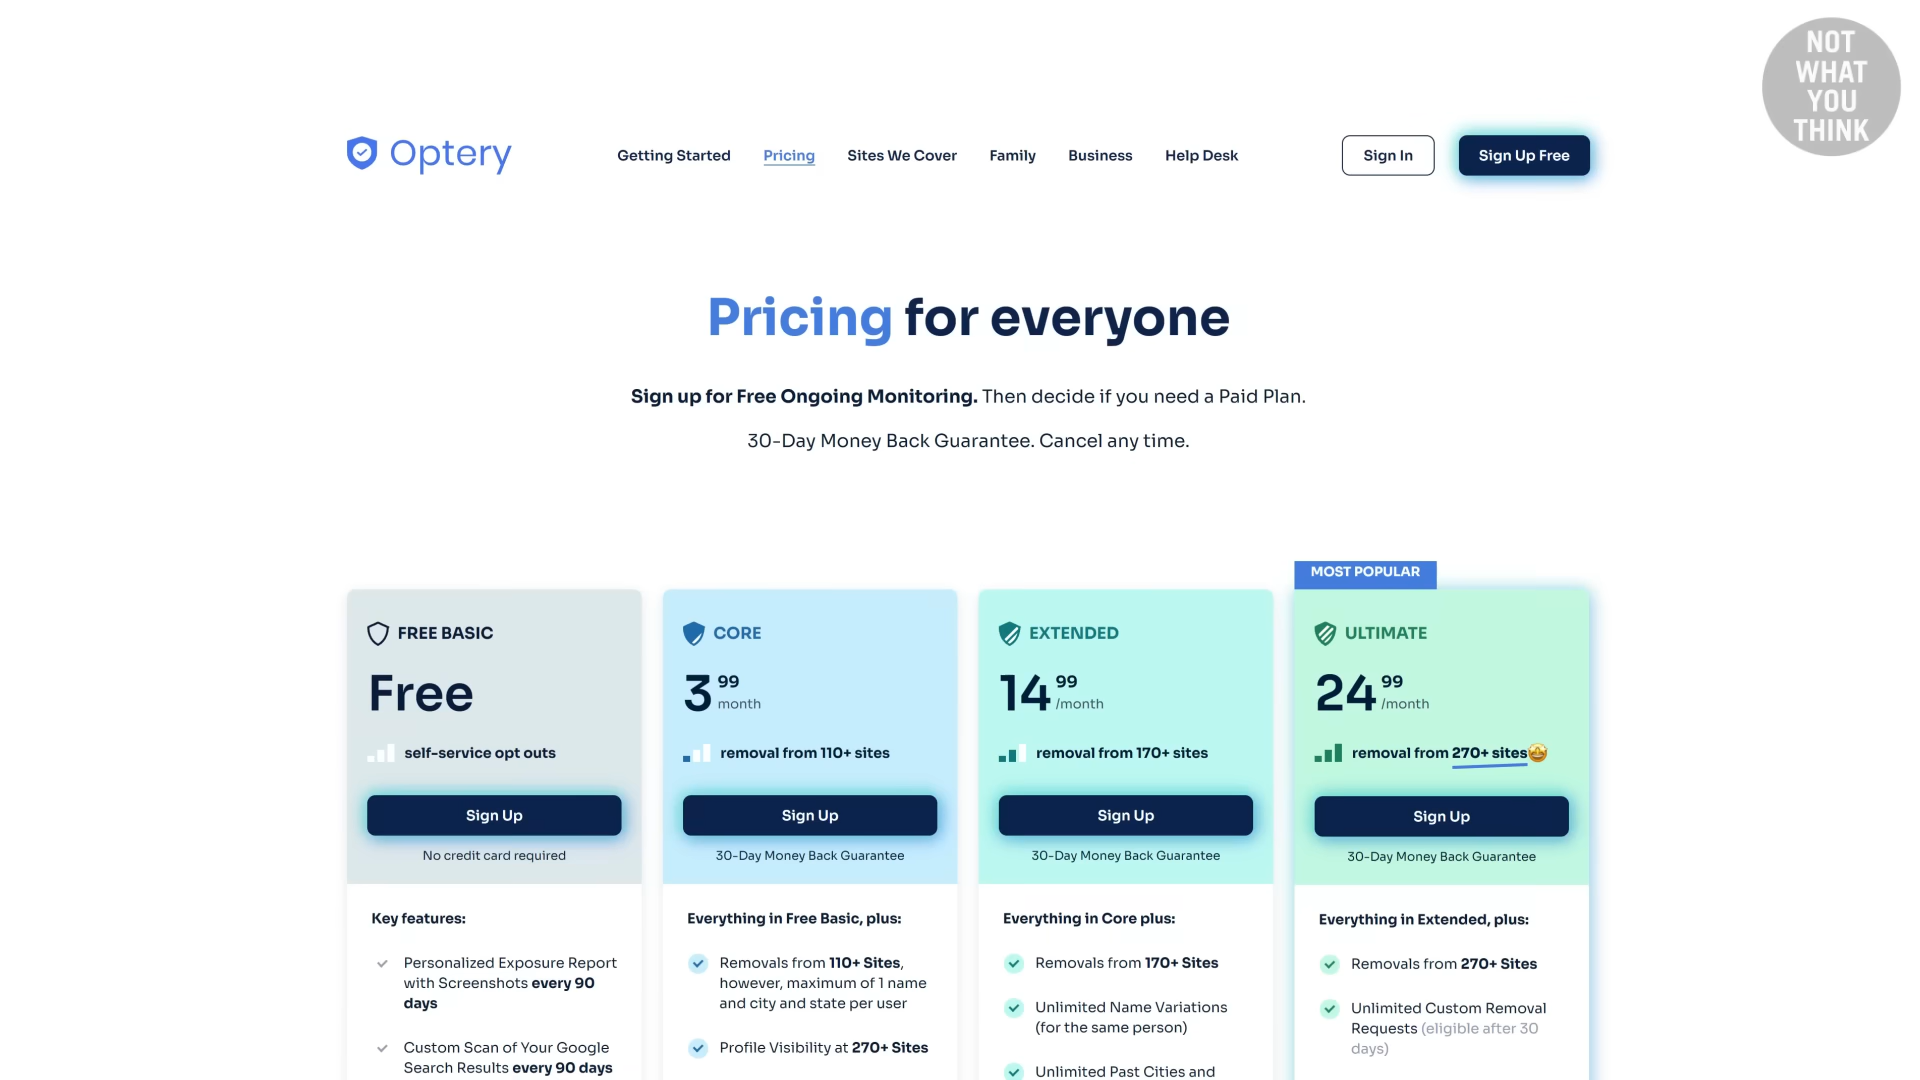 NOT
WHAT
YOU
THINK
Optery
Getting Started
Pricing
Sites We Cover
Family
Business
Help Desk
Sign In
Sign Up Free
Pricing for everyone
Sign up for Free Ongoing Monitoring. Then decide if you need a Paid Plan.
30-Day Money Back Guarantee. Cancel any time.
FREE BASIC
Free
self-service opt outs
Sign Up
No credit card required
Key features:
Personalized Exposure Report
with Screenshots every 90
days
Custom Scan of Your Google
Search Results every 90 days
CORE
3 99
month
removal from 110+ sites
Sign Up
30-Day Money Back Guarantee
Everything in Free Basic, plus:
Removals from 110+ Sites,
however, maximum of 1 name
and city and state per user
Profile Visibility at 270+ Sites
EXTENDED
14 99
/month
removal from 170+ sites
Sign Up
30-Day Money Back Guarantee
Everything in Core plus:
Removals from 170+ Sites
Unlimited Name Variations
(for the same person)
Unlimited Past Cities and
MOST POPULAR
ULTIMATE
24 99
/month
removal from 270+ sites
Sign Up
30-Day Money Back Guarantee
Everything in Extended, plus:
Removals from 270+ Sites
Unlimited Custom Removal
Requests (eligible after 30
days)